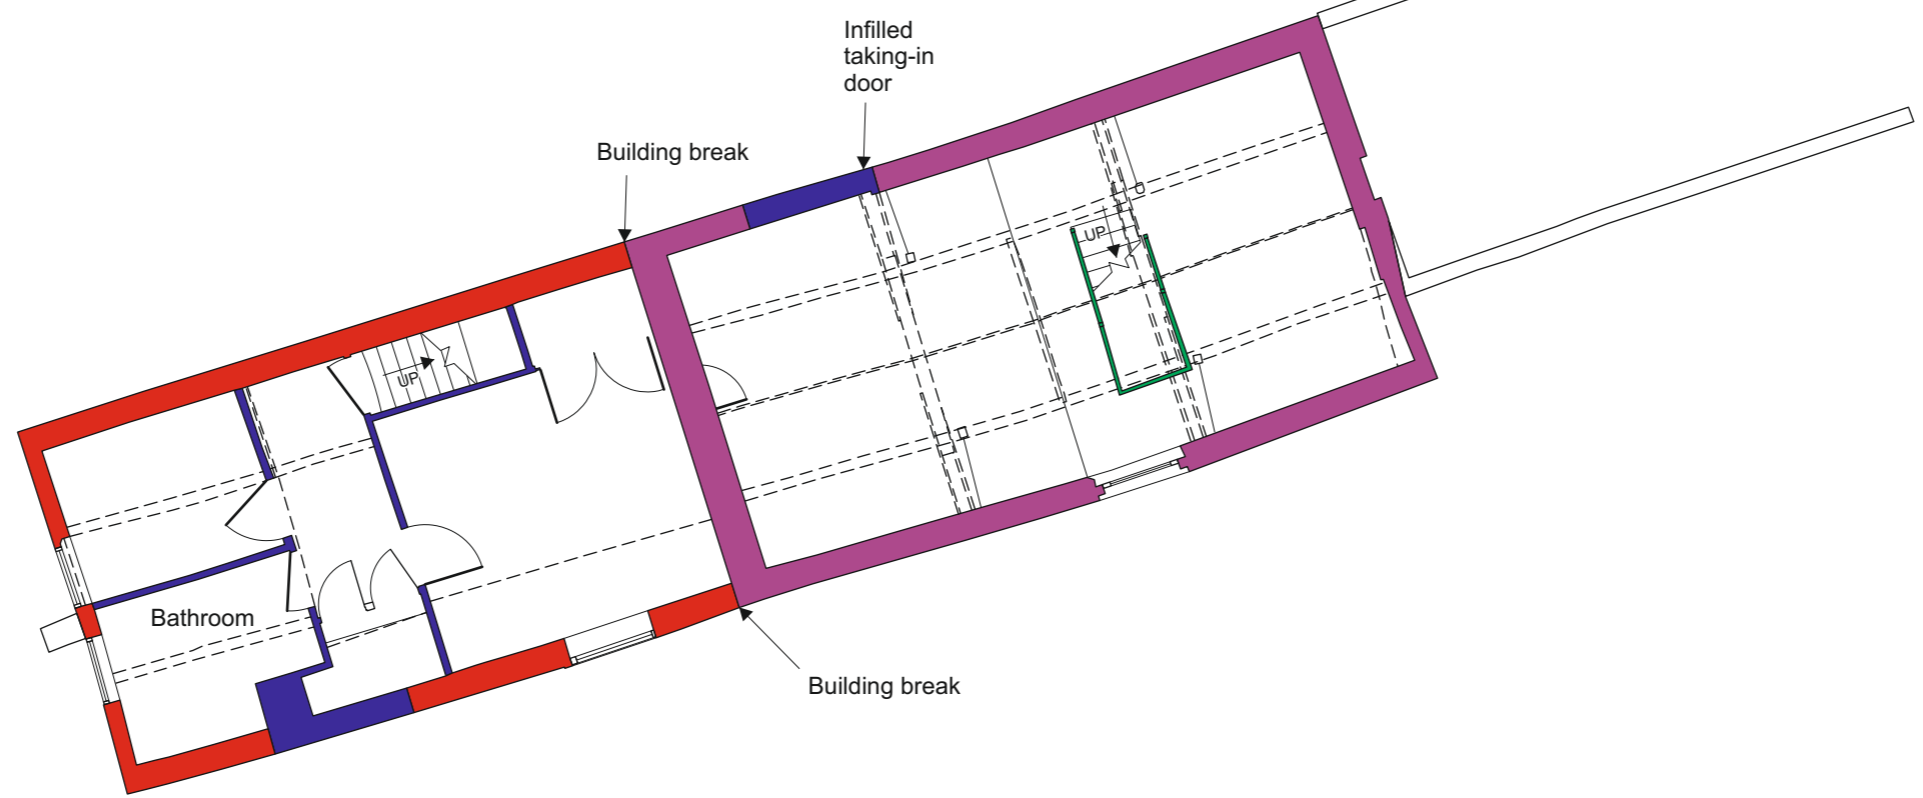 Infilled
taking-in
door
Building break
UP
UP
Bathroom
Building break